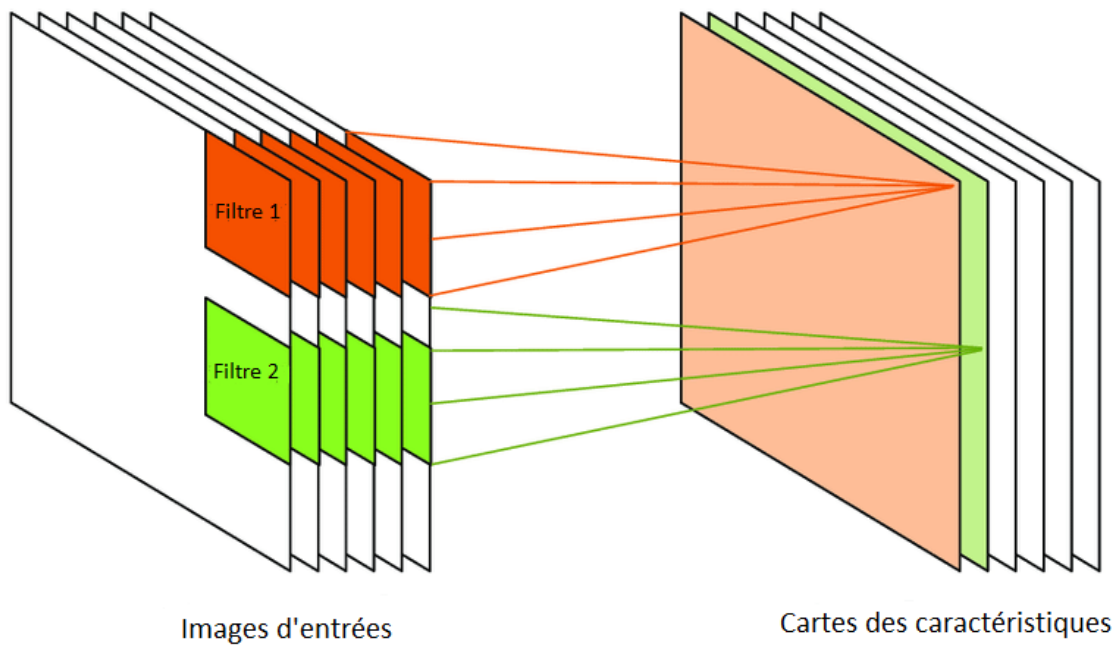 Filtre 1
Filtre 2
Images d'entrées
Cartes des caractéristiques